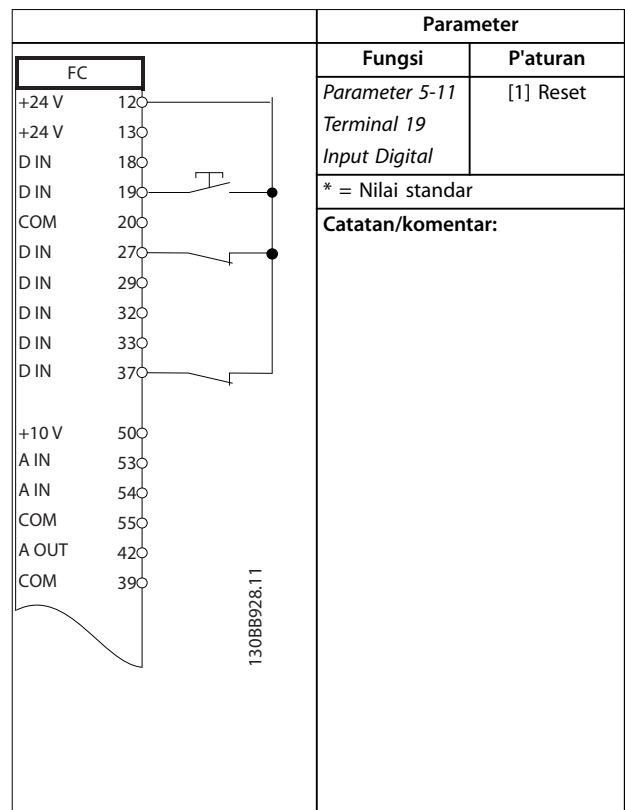 Parameter
Fungsi P'aturan
Parameter 5-11 [1] Reset
Terminal 19
Input Digital
* = Nilai standar
Catatan/komentar:
FC
+24 V 12
+24 V 13
D IN 18
D IN 19
COM 20
D IN 27
D IN 29
D IN 32
D IN 33
D IN 37
+10 V 50
A IN 53
A IN 54
COM 55
A OUT 42
COM 39
130BB928.11